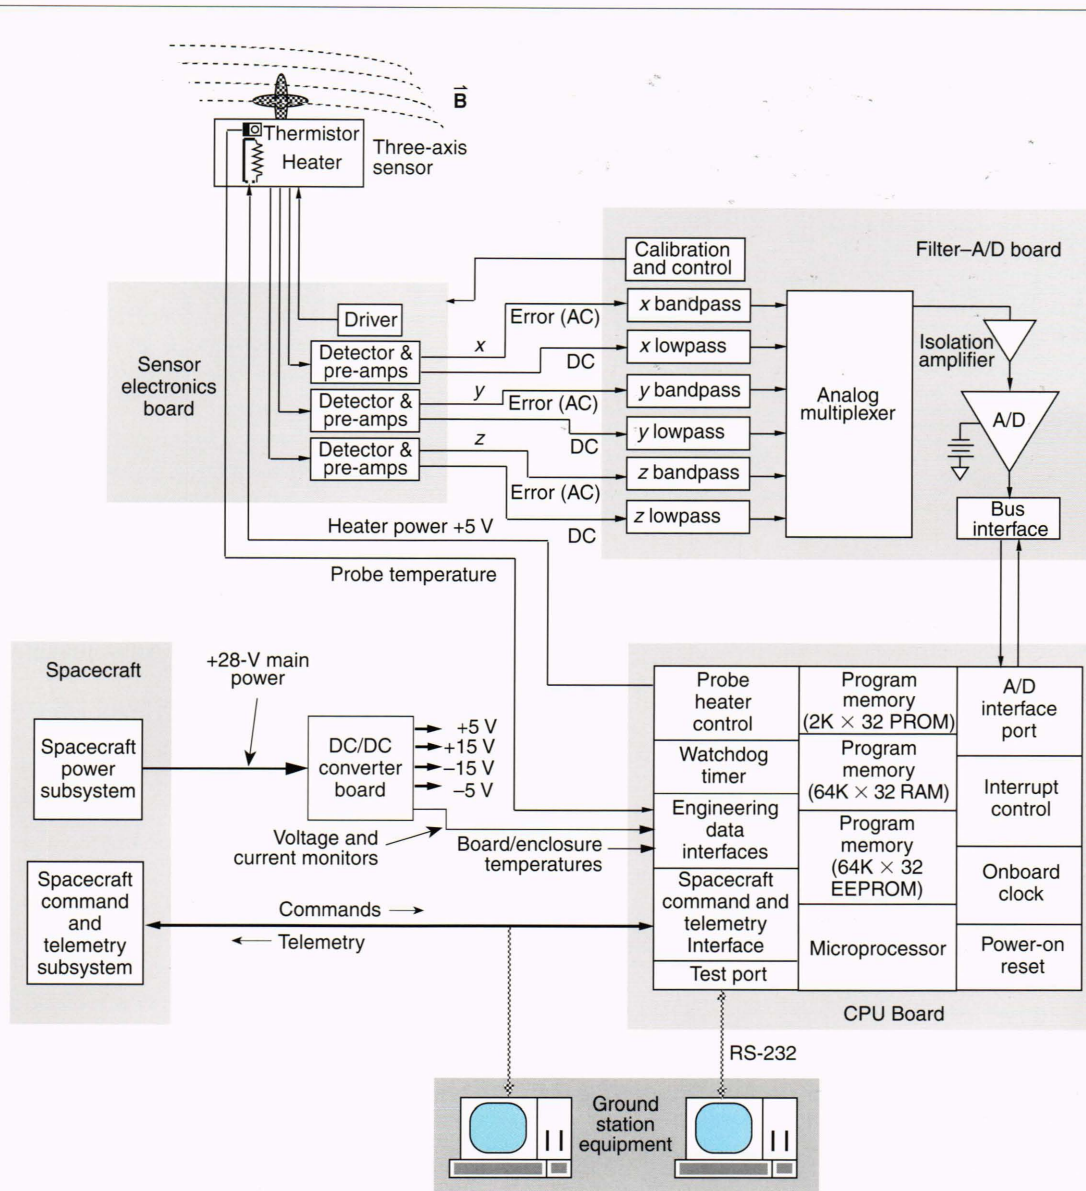 B
Thermistor
Heater
Three-axis
sensor
Filter–A/D board
Calibration
and control
Sensor
electronics
board
Driver
Detector &
pre-amps
Detector &
pre-amps
Detector &
pre-amps
x
Error (AC)
DC
y
Error (AC)
DC
z
Error (AC)
DC
x bandpass
x lowpass
y bandpass
y lowpass
z bandpass
z lowpass
Analog
multiplexer
Isolation
amplifier
A/D
Bus
interface
Heater power +5 V
Probe temperature
Spacecraft
+28-V main
power
Spacecraft
power
subsystem
DC/DC
converter
board
+5 V
+15 V
–15 V
–5 V
Voltage and
current monitors
Board/enclosure
temperatures
Spacecraft
command
and
telemetry
subsystem
Commands
Telemetry
Probe
heater
control
Watchdog
timer
Engineering
data
interfaces
Spacecraft
command and
telemetry
Interface
Test port
Program
memory
(2K × 32 PROM)
Program
memory
(64K × 32 RAM)
Program
memory
(64K × 32
EEPROM)
Microprocessor
A/D
interface
port
Interrupt
control
Onboard
clock
Power-on
reset
CPU Board
RS-232
Ground
station
equipment